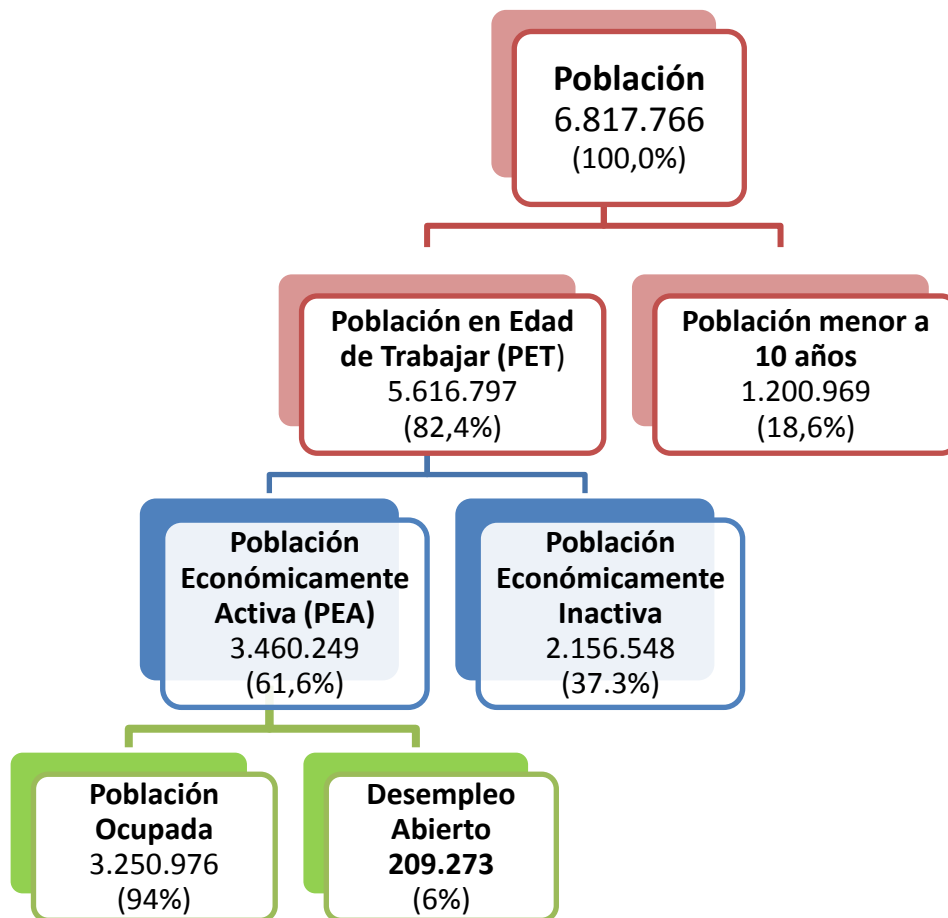 Población
6.817.766
(100,0%)
Población en Edad
de Trabajar (PET)
5.616.797
(82,4%)
Población menor a
10 años
1.200.969
(18,6%)
Población
Económicamente
Activa (PEA)
3.460.249
(61,6%)
Población
Económicamente
Inactiva
2.156.548
(37.3%)
Población
Ocupada
3.250.976
(94%)
Desempleo
Abierto
209.273
(6%)